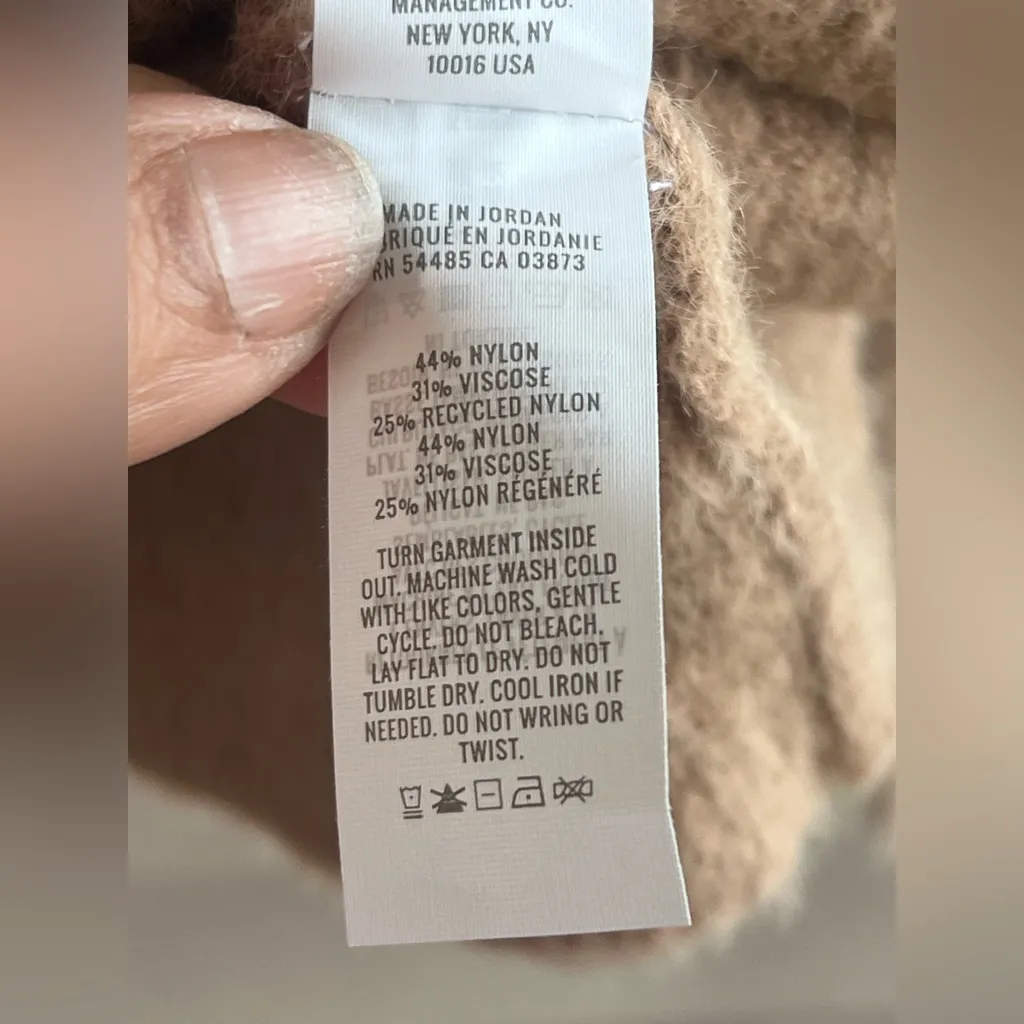 MANAGEMENT CO.
NEW YORK, NY
10016 USA
MADE IN JORDAN
BRIQUÉ EN JORDANIE
RN 54485 CA 03873
44% NYLON
31% VISCOSE
25% RECYCLED NYLON
44% NYLON
31% VISCOSE
25% NYLON RÉGÉNÉRÉ
TURN GARMENT INSIDE
OUT. MACHINE WASH COLD
WITH LIKE COLORS, GENTLE
CYCLE. DO NOT BLEACH.
LAY FLAT TO DRY. DO NOT
TUMBLE DRY. COOL IRON IF
NEEDED. DO NOT WRING OR
TWIST.